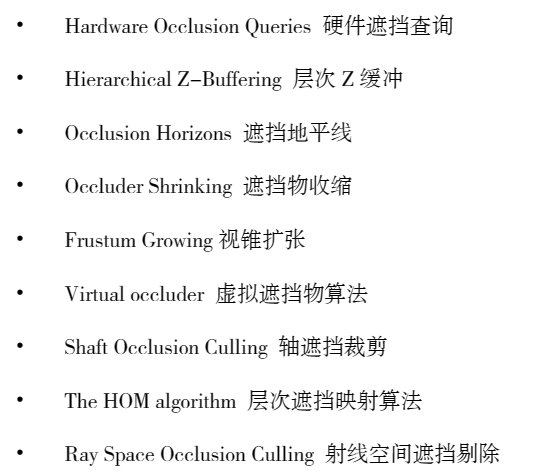 • Hardware Occlusion Queries 硬件遮挡查询
• Hierarchical Z-Buffering 层次 Z 缓冲
• Occlusion Horizons 遮挡地平线
• Occluder Shrinking 遮挡物收缩
• Frustum Growing 视锥扩张
• Virtual occluder 虚拟遮挡物算法
• Shaft Occlusion Culling 轴遮挡裁剪
• The HOM algorithm 层次遮挡映射算法
• Ray Space Occlusion Culling 射线空间遮挡剔除